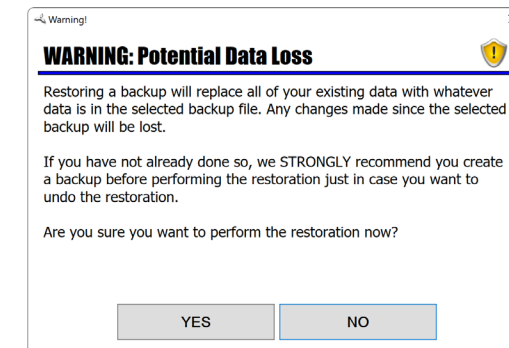 Warning!
WARNING: Potential Data Loss
Restoring a backup will replace all of your existing data with whatever
data is in the selected backup file. Any changes made since the selected
backup will be lost.
If you have not already done so, we STRONGLY recommend you create
a backup before performing the restoration just in case you want to
undo the restoration.
Are you sure you want to perform the restoration now?
YES NO